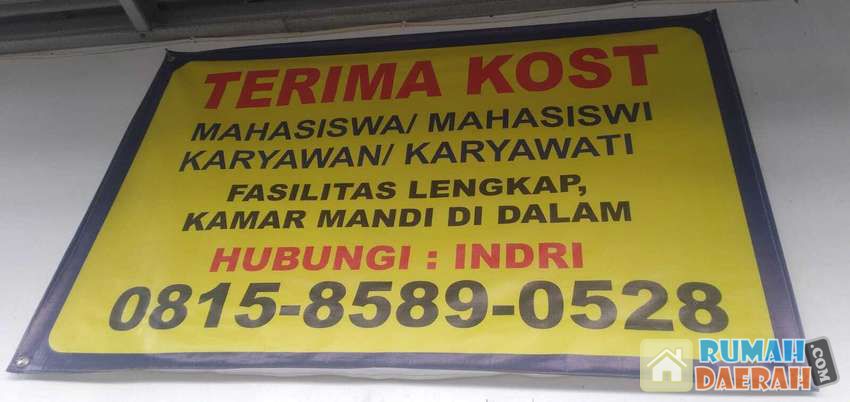 TERIMA KOST
MAHASISWA/ MAHASISWI
KARYAWAN/ KARYAWATI
FASILITAS LENGKAP,
KAMAR MANDI DI DALAM
HUBUNGI : INDRI
0815-8589-0528
RUMAH
DAERAH
.COM